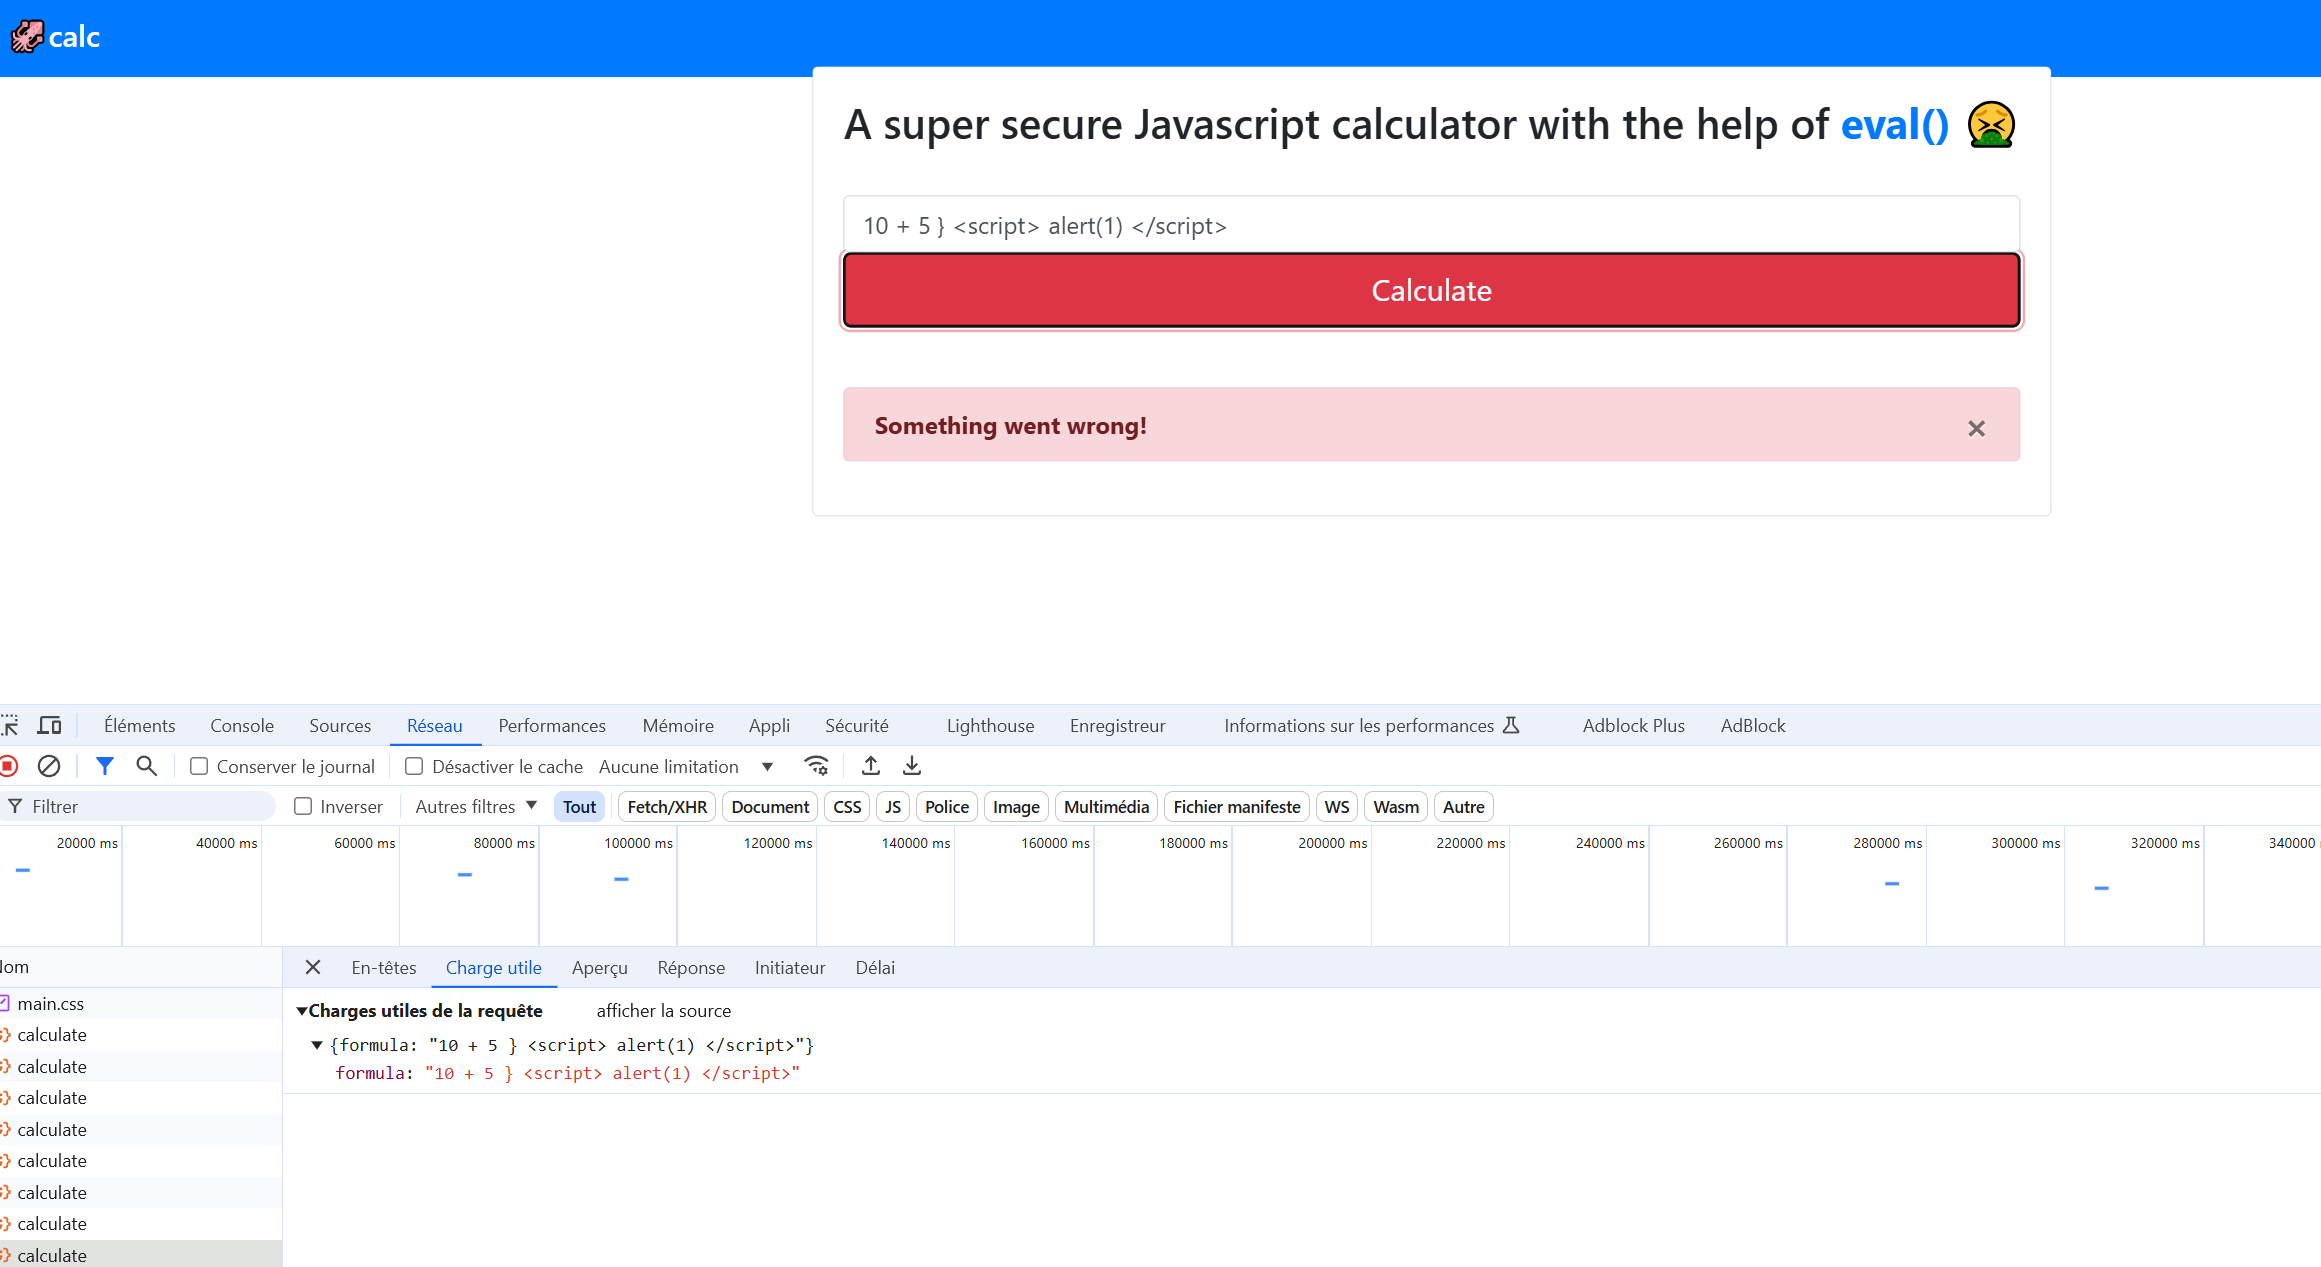 calc
A super secure Javascript calculator with the help of eval()
10 + 5 } <script> alert(1) </script>
Calculate
Something went wrong!
×
Éléments Console Sources Réseau Performances Mémoire Appli Sécurité Lighthouse Enregistreur Informations sur les performances Adblock Plus AdBlock
Conserver le journal Désactiver le cache Aucune limitation
Filtrer Inverser Autres filtres Tout Fetch/XHR Document CSS JS Police Image Multimédia Fichier manifeste WS Wasm Autre
20000 ms 40000 ms 60000 ms 80000 ms 100000 ms 120000 ms 140000 ms 160000 ms 180000 ms 200000 ms 220000 ms 240000 ms 260000 ms 280000 ms 300000 ms 320000 ms 340000
om En-têtes Charge utile Aperçu Réponse Initiateur Délai
main.css
calculate
calculate
calculate
calculate
calculate
calculate
calculate
calculate
Charges utiles de la requête afficher la source
{formula: "10 + 5 } <script> alert(1) </script>"}
formula: "10 + 5 } <script> alert(1) </script>"